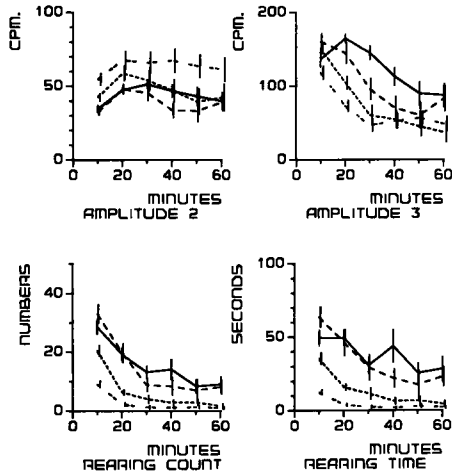 CPM.
100
50
0
0 20 40 60
MINUTES
AMPLITUDE 2
CPM.
200
100
0
0 20 40 60
MINUTES
AMPLITUDE 3
NUMBERS
40
20
0
0 20 40 60
MINUTES
REARING COUNT
SECONDS
100
50
0
0 20 40 60
MINUTES
REARING TIME